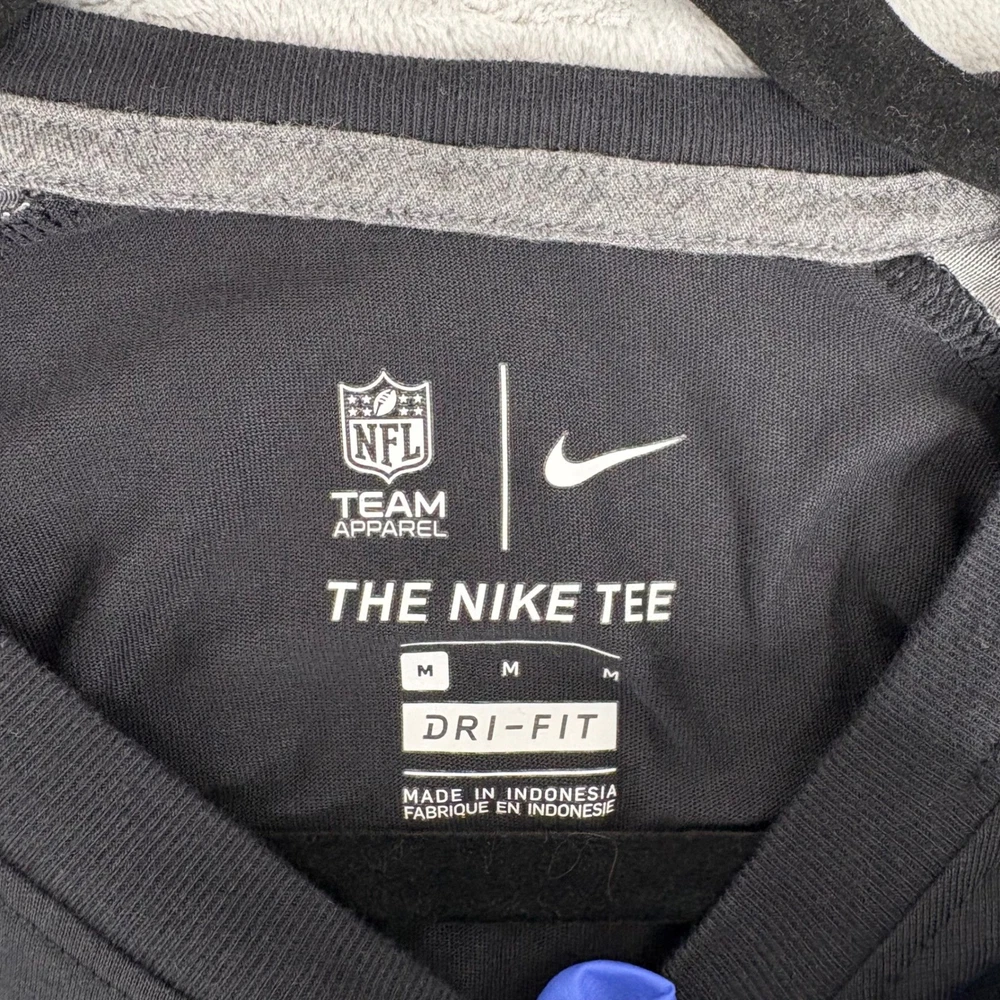 NFL
TEAM
APPAREL
THE NIKE TEE
M M M
DRI-FIT
MADE IN INDONESIA
FABRIQUE EN INDONESIE